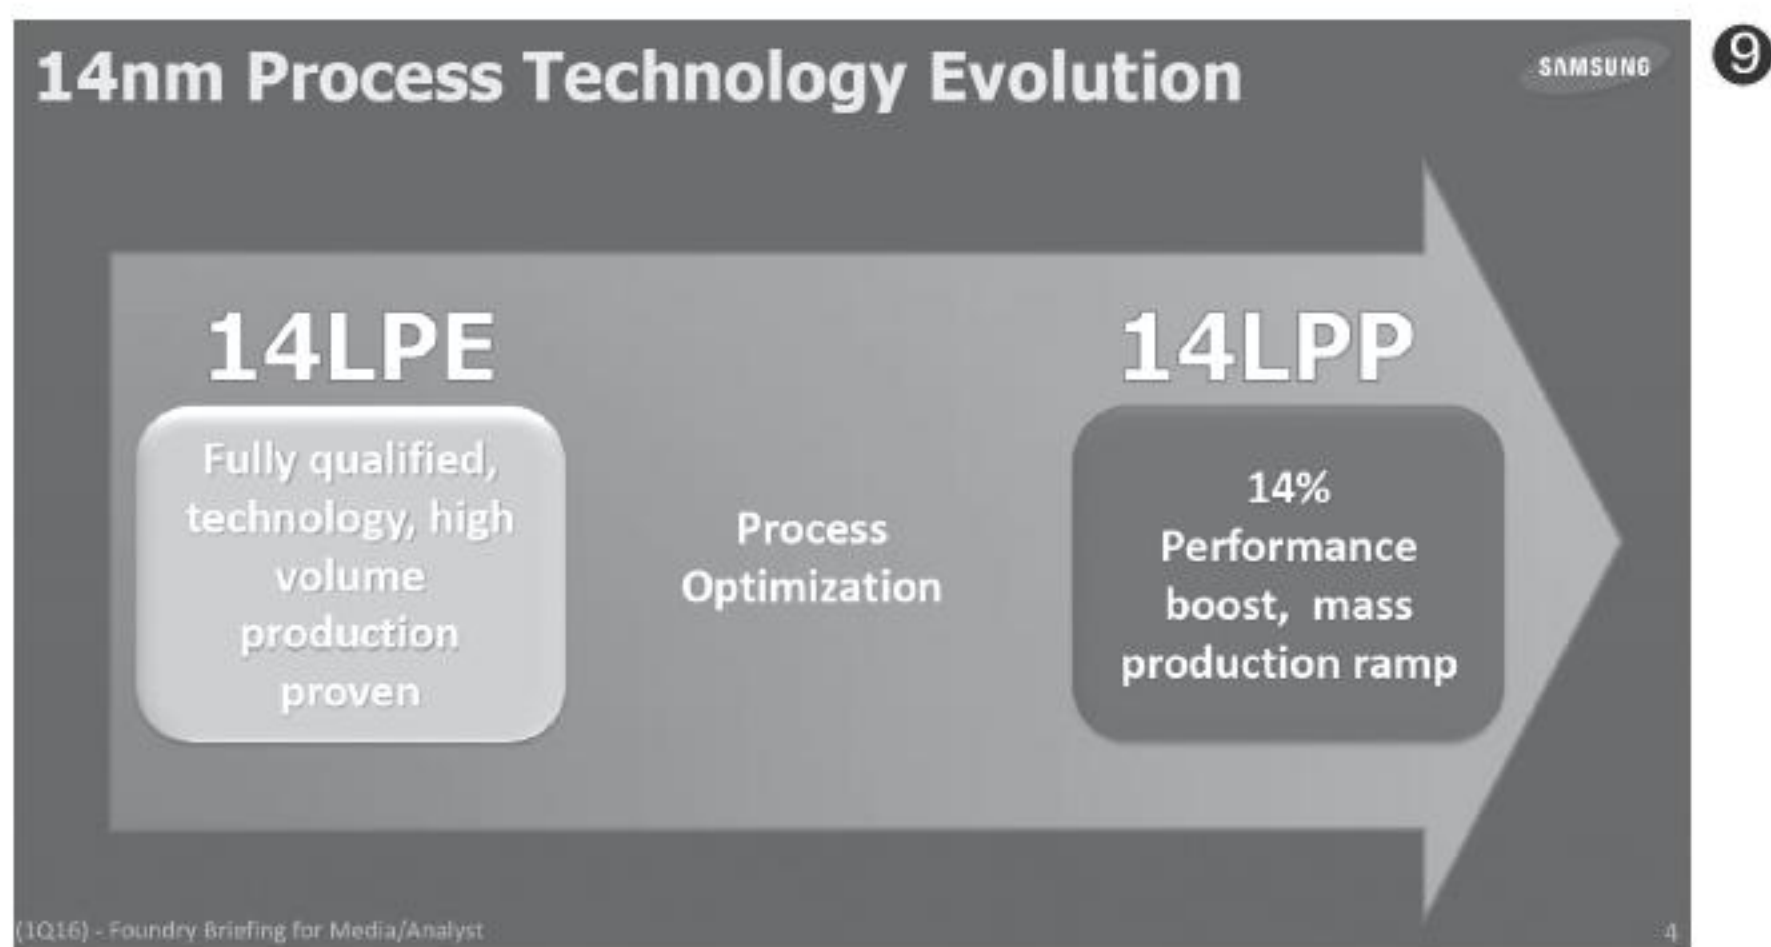 14nm Process Technology Evolution
SAMSUNG
9
14LPE
Fully qualified,
technology, high
volume
production
proven
Process
Optimization
14LPP
14%
Performance
boost, mass
production ramp
(1Q16) - Foundry Briefing for Media/Analyst
4